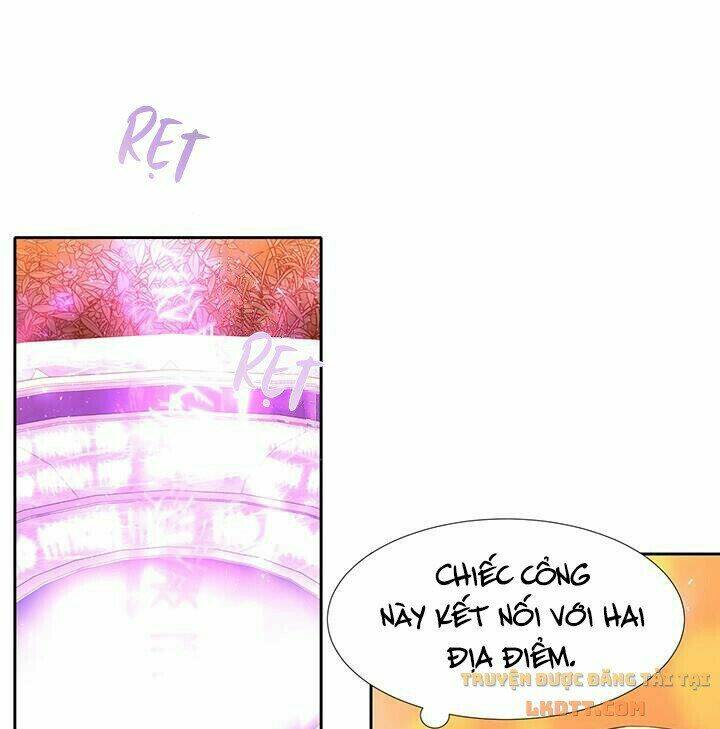 RẸT
RẸT
CHIẾC CỔNG
NÀY KẾT NỐI VỚI HAI
ĐỊA ĐIỂM.
TRUYỆN ĐƯỢC ĐĂNG TẢI TẠI
LKDTT.COM